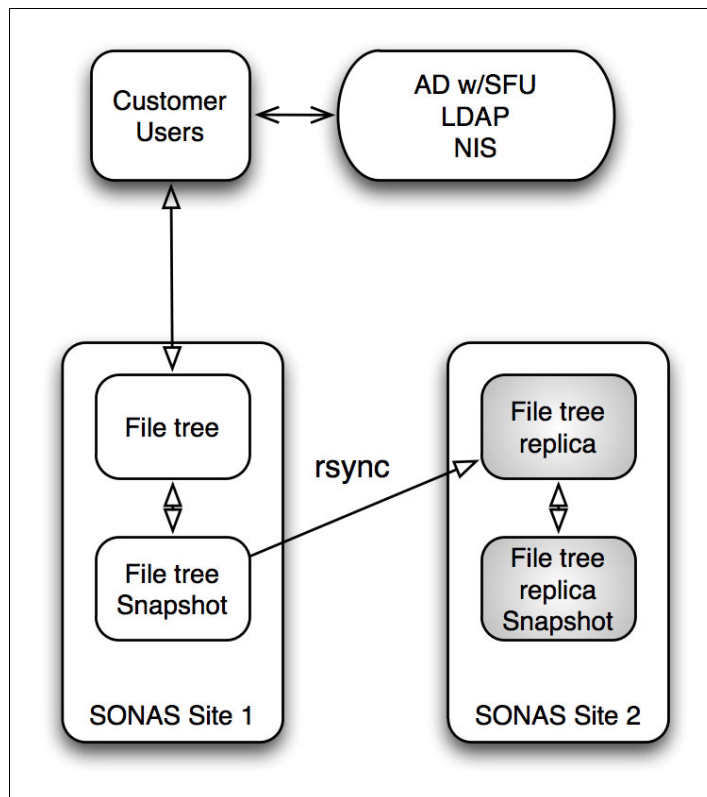 Customer
Users
AD w/SFU
LDAP
NIS
File tree
File tree
Snapshot
SONAS Site 1
rsync
File tree
replica
File tree
replica
Snapshot
SONAS Site 2